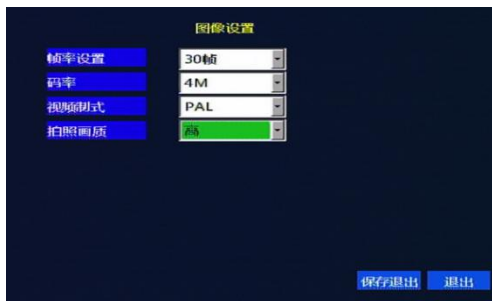 图像设置
帧率设置 30帧
码率 4M
视频制式 PAL
拍照画质 高
保存退出 退出